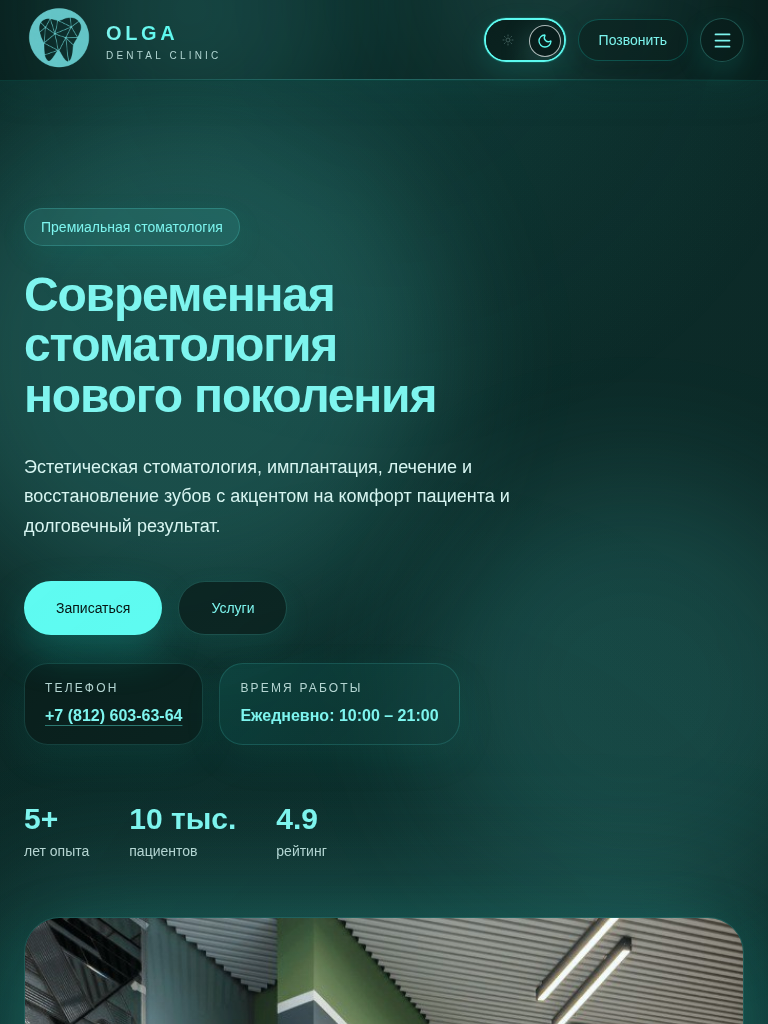 OLGA
DENTAL CLINIC
Позвонить
Премиальная стоматология
Современная
стоматология
нового поколения
Эстетическая стоматология, имплантация, лечение и
восстановление зубов с акцентом на комфорт пациента и
долговечный результат.
Записаться
Услуги
ТЕЛЕФОН
+7 (812) 603-63-64
ВРЕМЯ РАБОТЫ
Ежедневно: 10:00 – 21:00
5+
лет опыта
10 тыс.
пациентов
4.9
рейтинг